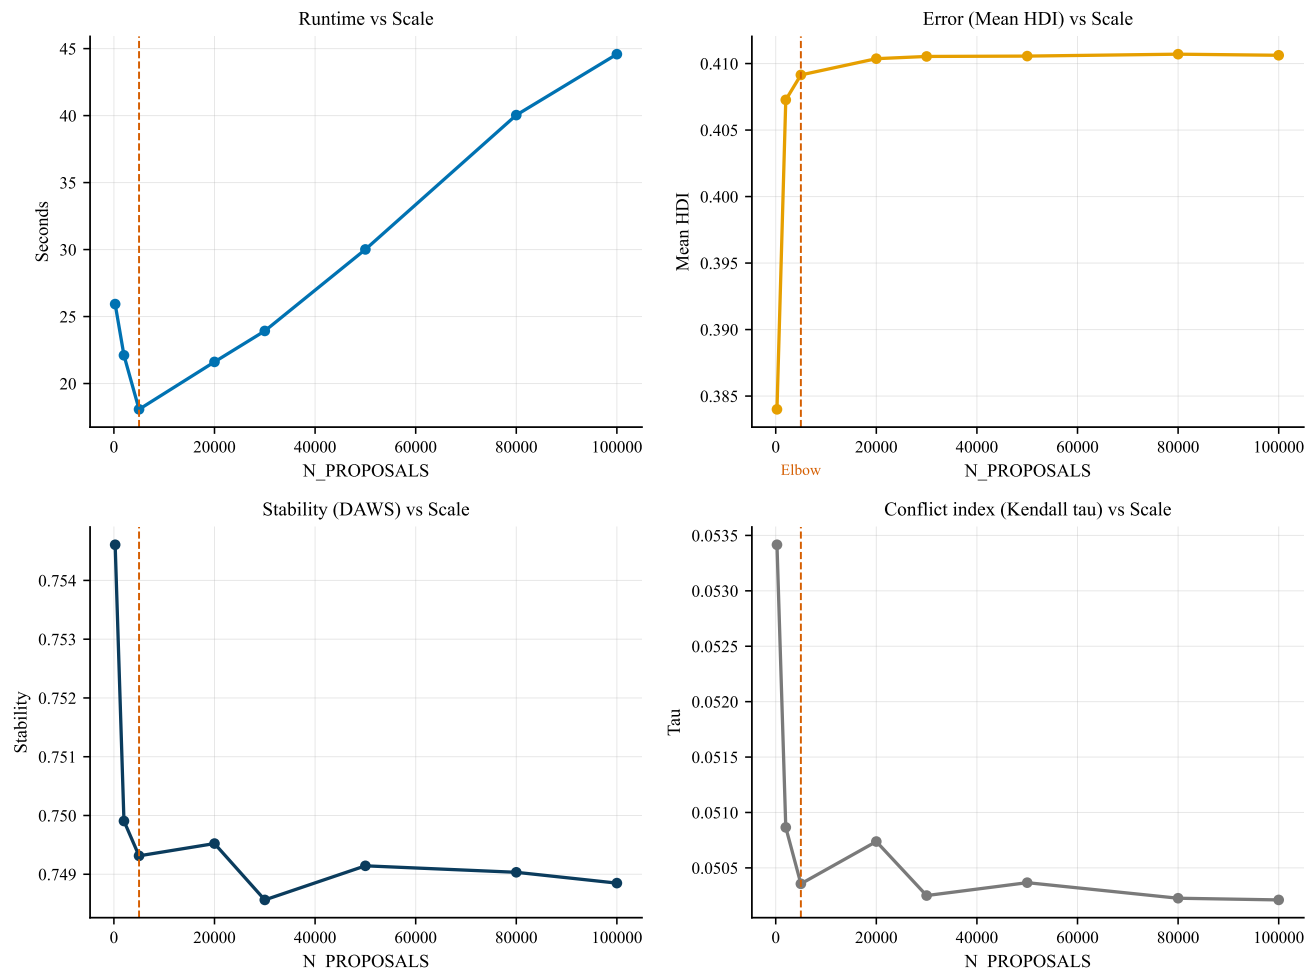 Runtime vs Scale
45
40
35
30
25
20
Seconds
0 20000 40000 60000 80000 100000
N_PROPOSALS
Error (Mean HDI) vs Scale
0.410
0.405
0.400
0.395
0.390
0.385
Mean HDI
0 20000 40000 60000 80000 100000
Elbow
N_PROPOSALS
Stability (DAWS) vs Scale
0.754
0.753
0.752
0.751
0.750
0.749
Stability
0 20000 40000 60000 80000 100000
N_PROPOSALS
Conflict index (Kendall tau) vs Scale
0.0535
0.0530
0.0525
0.0520
0.0515
0.0510
0.0505
Tau
0 20000 40000 60000 80000 100000
N_PROPOSALS